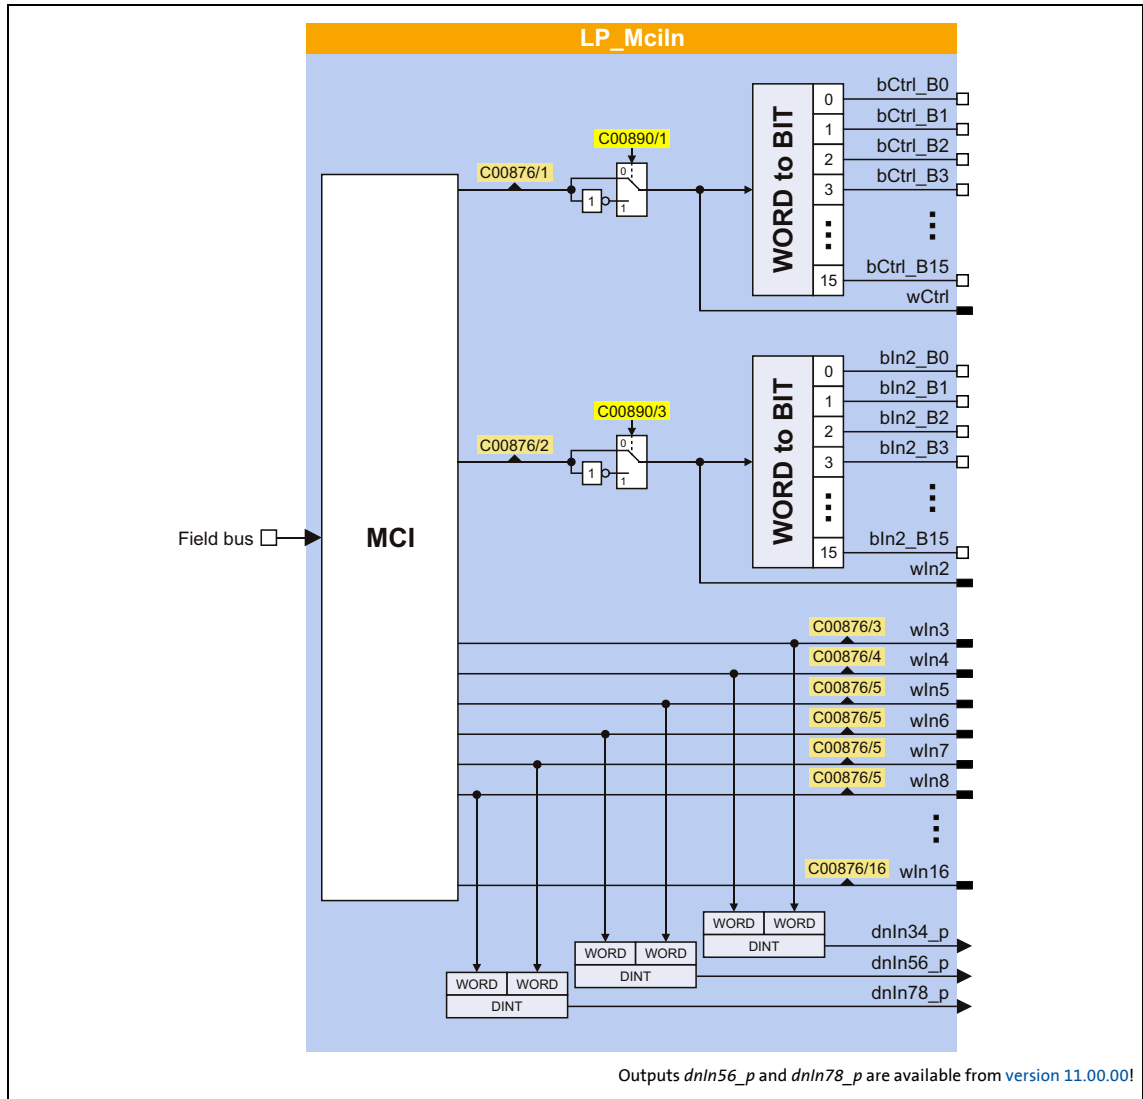 LP_MciIn
bCtrl_B0
0
bCtrl_B1
1
C00890/1
bCtrl_B2
2
C00876/1
0
bCtrl_B3
3
1
1
WORD to BIT
bCtrl_B15
15
wCtrl
bIn2_B0
0
bIn2_B1
1
C00890/3
bIn2_B2
2
C00876/2
0
bIn2_B3
3
1
1
WORD to BIT
Field bus
MCI
bIn2_B15
15
wIn2
C00876/3 wIn3
C00876/4 wIn4
C00876/5 wIn5
C00876/5 wIn6
C00876/5 wIn7
C00876/5 wIn8
C00876/16 wIn16
WORD WORD
DINT
dnIn34_p
WORD WORD
DINT
dnIn56_p
WORD WORD
DINT
dnIn78_p
Outputs dnIn56_p and dnIn78_p are available from version 11.00.00!